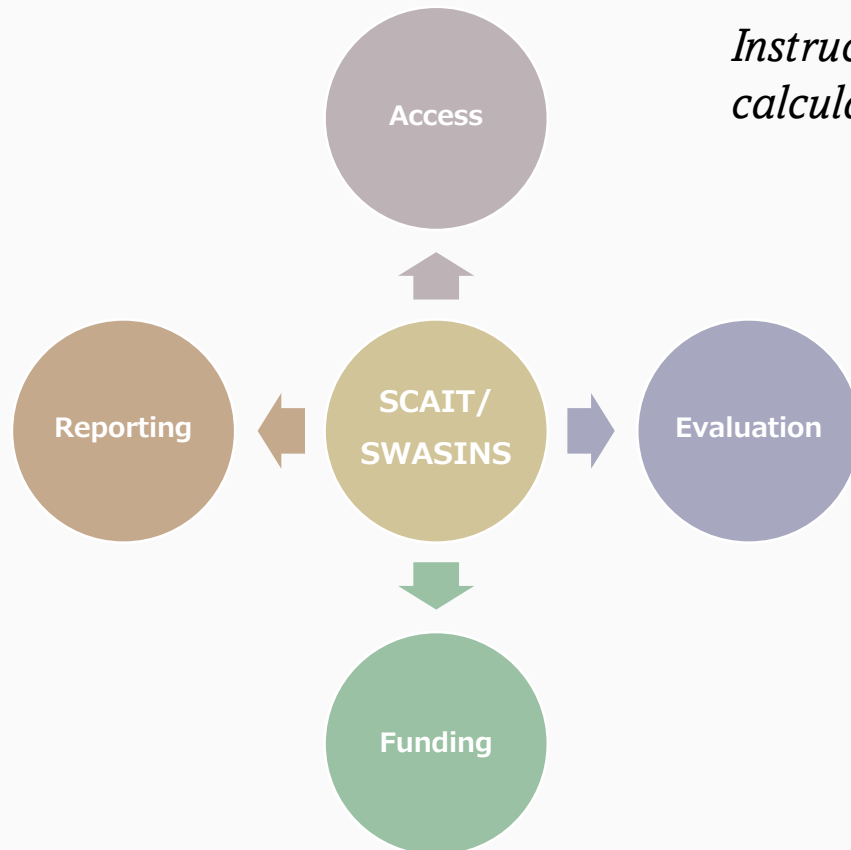 Access
Reporting
SCAIT/
SWASINS
Evaluation
Funding